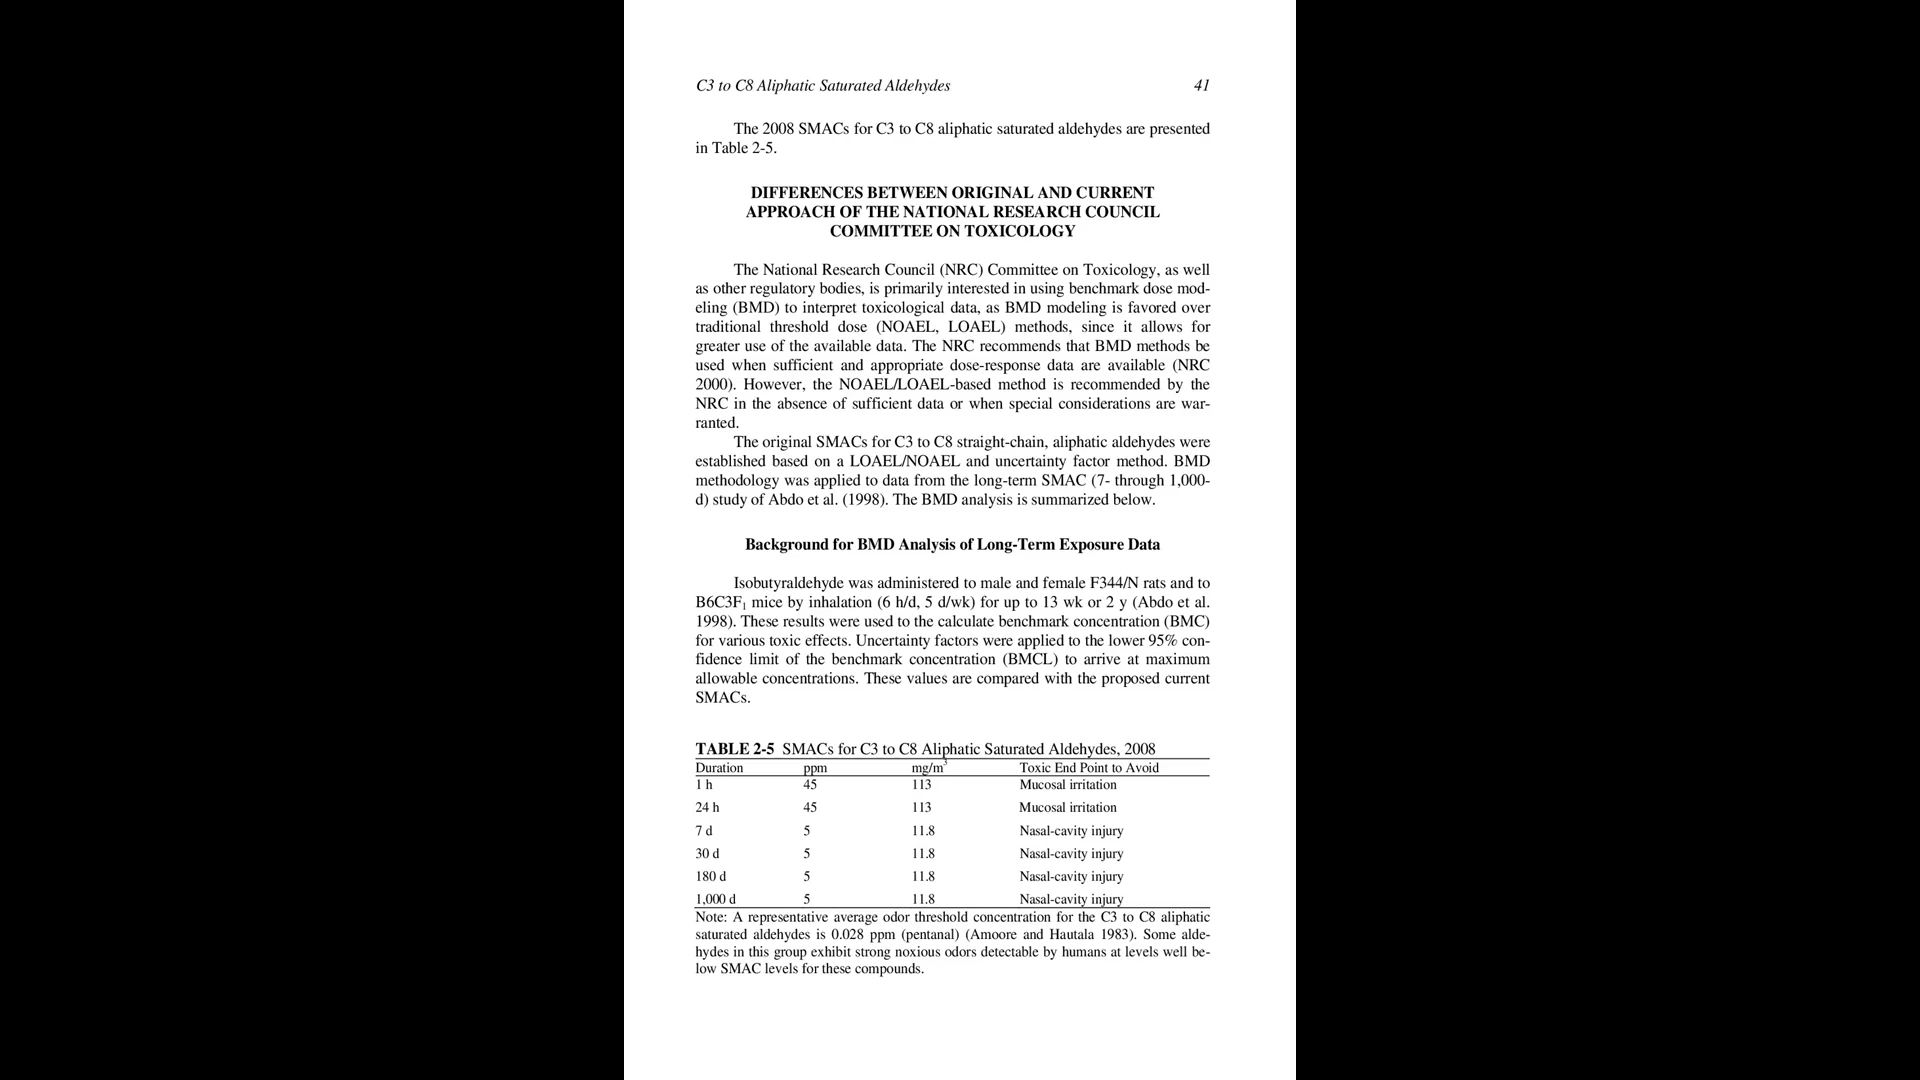 C3 to C8 Aliphatic Saturated Aldehydes 41
The 2008 SMACs for C3 to C8 aliphatic saturated aldehydes are presented
in Table 2-5.
DIFFERENCES BETWEEN ORIGINAL AND CURRENT
APPROACH OF THE NATIONAL RESEARCH COUNCIL
COMMITTEE ON TOXICOLOGY
The National Research Council (NRC) Committee on Toxicology, as well
as other regulatory bodies, is primarily interested in using benchmark dose mod-
eling (BMD) to interpret toxicological data, as BMD modeling is favored over
traditional threshold dose (NOAEL, LOAEL) methods, since it allows for
greater use of the available data. The NRC recommends that BMD methods be
used when sufficient and appropriate dose-response data are available (NRC
2000). However, the NOAEL/LOAEL-based method is recommended by the
NRC in the absence of sufficient data or when special considerations are war-
ranted.
The original SMACs for C3 to C8 straight-chain, aliphatic aldehydes were
established based on a LOAEL/NOAEL and uncertainty factor method. BMD
methodology was applied to data from the long-term SMAC (7- through 1,000-
d) study of Abdo et al. (1998). The BMD analysis is summarized below.
Background for BMD Analysis of Long-Term Exposure Data
Isobutyraldehyde was administered to male and female F344/N rats and to
B6C3F₁ mice by inhalation (6 h/d, 5 d/wk) for up to 13 wk or 2 y (Abdo et al.
1998). These results were used to the calculate benchmark concentration (BMC)
for various toxic effects. Uncertainty factors were applied to the lower 95% con-
fidence limit of the benchmark concentration (BMCL) to arrive at maximum
allowable concentrations. These values are compared with the proposed current
SMACs.
TABLE 2-5 SMACs for C3 to C8 Aliphatic Saturated Aldehydes, 2008
Duration ppm mg/m³ Toxic End Point to Avoid
1 h 45 113 Mucosal irritation
24 h 45 113 Mucosal irritation
7 d 5 11.8 Nasal-cavity injury
30 d 5 11.8 Nasal-cavity injury
180 d 5 11.8 Nasal-cavity injury
1,000 d 5 11.8 Nasal-cavity injury
Note: A representative average odor threshold concentration for the C3 to C8 aliphatic
saturated aldehydes is 0.028 ppm (pentanal) (Amoore and Hautala 1983). Some alde-
hydes in this group exhibit strong noxious odors detectable by humans at levels well be-
low SMAC levels for these compounds.